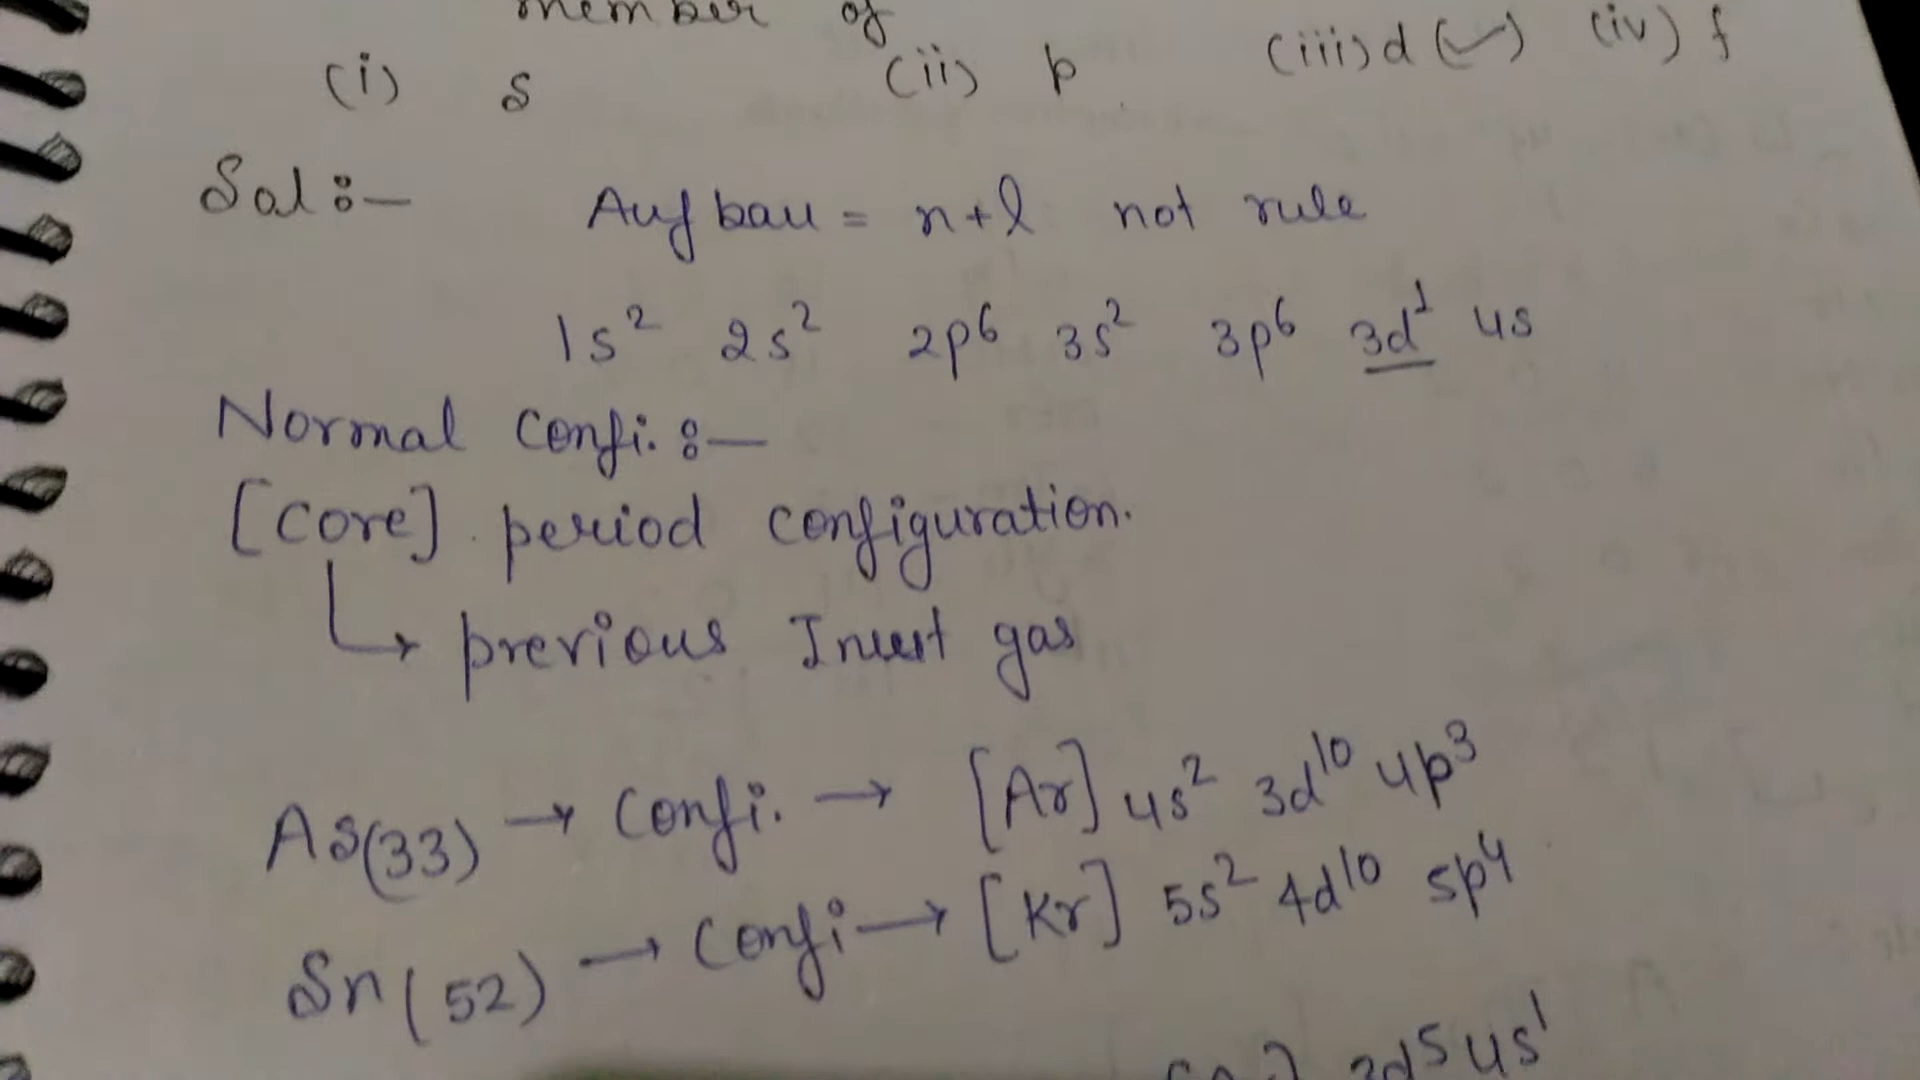 member of
(i) s (ii) p (iii) d (✓) (iv) f
Sol :-
Aufbau = n+l not rule
1s² 2s² 2p⁶ 3s² 3p⁶ 3d¹ 4s
Normal Confi. :-
[Core] period configuration.
↳ previous Inert gas
As(33) → Confi. → [Ar] 4s² 3d¹⁰ 4p³
Sn(52) → Confi → [Kr] 5s² 4d¹⁰ 5p⁴
3d⁵ 4s¹